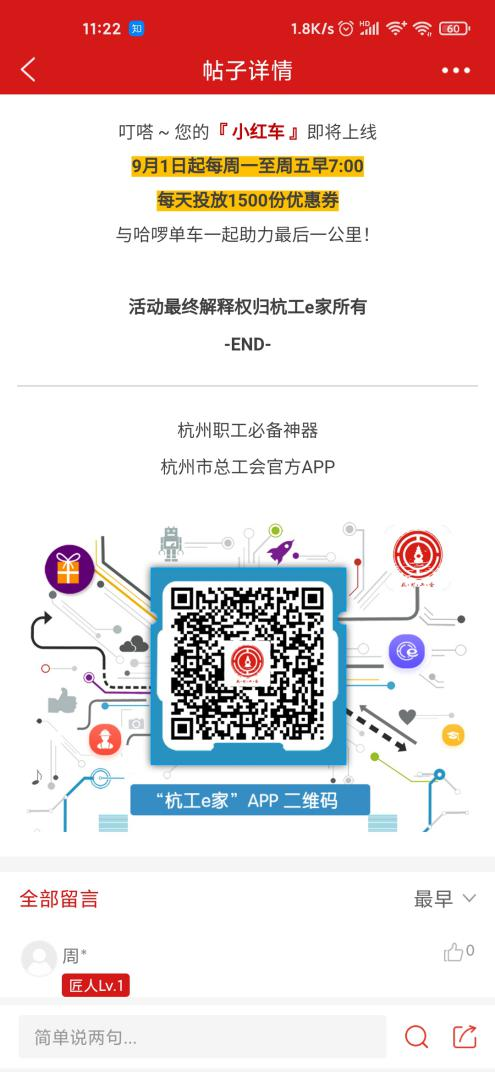 11:22 知 1.8K/s HD 60
帖子详情
叮嗒 ~ 您的『 小红车 』即将上线
9月1日起每周一至周五早7:00
每天投放1500份优惠券
与哈啰单车一起助力最后一公里！
活动最终解释权归杭工e家所有
-END-
杭州职工必备神器
杭州市总工会官方APP
“杭工e家”APP 二维码
全部留言 最早
周* 0
匠人Lv.1
简单说两句...